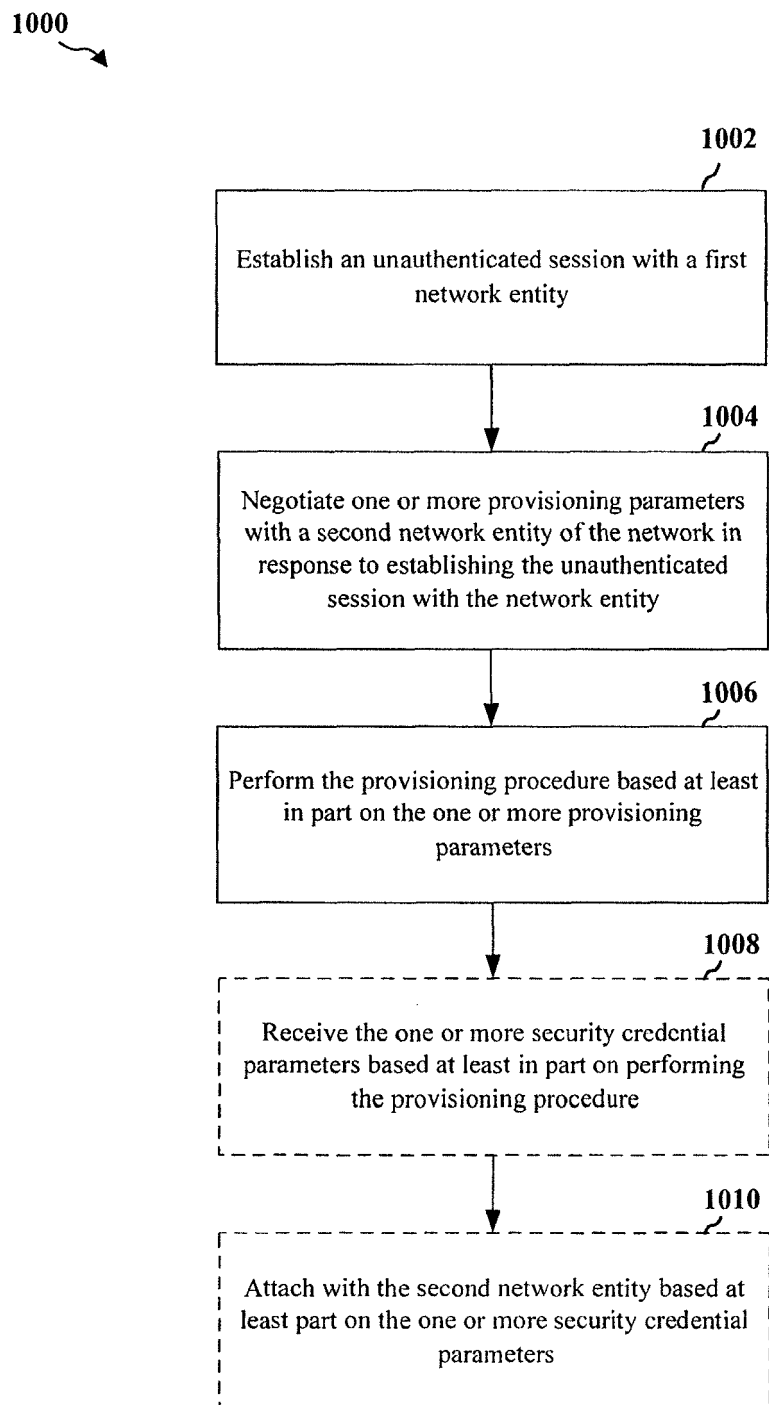 1000
1002
Establish an unauthenticated session with a first
network entity
1004
Negotiate one or more provisioning parameters
with a second network entity of the network in
response to establishing the unauthenticated
session with the network entity
1006
Perform the provisioning procedure based at least
in part on the one or more provisioning
parameters
1008
Receive the one or more security credential
parameters based at least in part on performing
the provisioning procedure
1010
Attach with the second network entity based at
least part on the one or more security credential
parameters